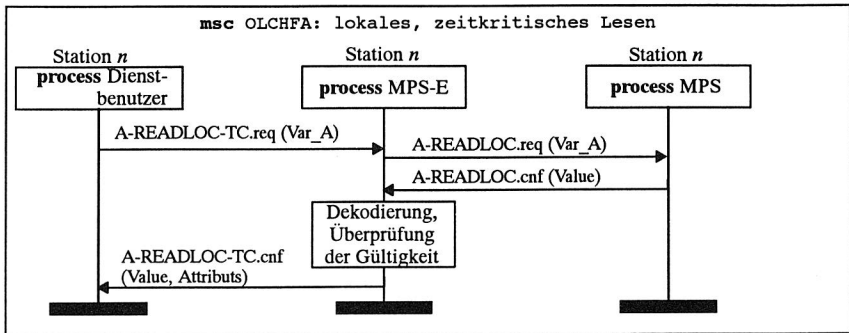 msc OLCHFA: lokales, zeitkritisches Lesen
Station n
Station n
Station n
process Dienst-
benutzer
process MPS-E
process MPS
A-READLOC-TC.req (Var_A)
A-READLOC.req (Var_A)
A-READLOC.cnf (Value)
Dekodierung,
Überprüfung
der Gültigkeit
A-READLOC-TC.cnf
(Value, Attributs)